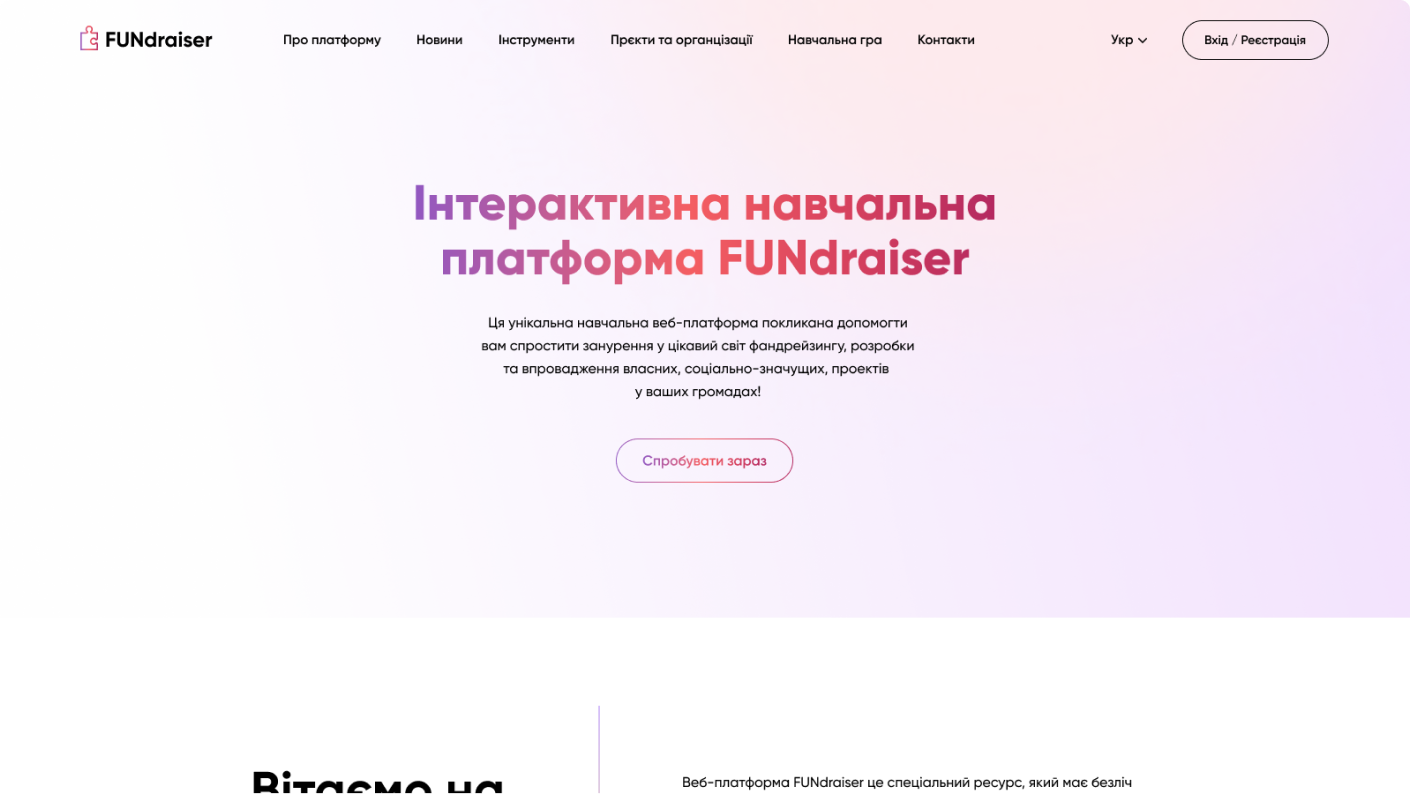 FUNdraiser
Про платформу
Новини
Інструменти
Прєкти та органцізації
Навчальна гра
Контакти
Укр
Вхід / Реєстрація
Інтерактивна навчальна
платформа FUNdraiser
Ця унікальна навчальна веб-платформа покликана допомогти
вам спростити занурення у цікавий світ фандрейзингу, розробки
та впровадження власних, соціально-значущих, проектів
у ваших громадах!
Спробувати зараз
Вітаємо на
Веб-платформа FUNdraiser це спеціальний ресурс, який має безліч